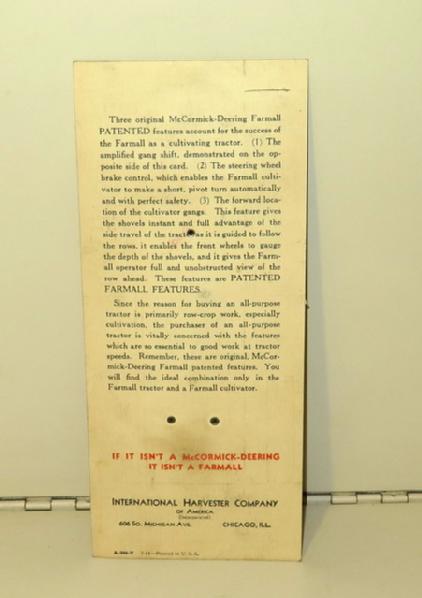 Three original McCormick-Deering Farmall
PATENTED features account for the success of
the Farmall as a cultivating tractor. (1) The
amplified gang shift, demonstrated on the op-
posite side of this card. (2) The steering wheel
brake control, which enables the Farmall culti-
vator to make a short, pivot turn automatically
and with perfect safety. (3) The forward loca-
tion of the cultivator gangs. This feature gives
the shovels instant and full advantage of the
side travel of the tractor as it is guided to follow
the rows, it enables the front wheels to gauge
the depth of the shovels, and it gives the Farm-
all operator full and unobstructed view of the
row ahead. These features are PATENTED
FARMALL FEATURES.
Since the reason for buying an all-purpose
tractor is primarily row-crop work, especially
cultivation, the purchaser of an all-purpose
tractor is vitally concerned with the features
which are so essential to good work at tractor
speeds. Remember, these are original, McCor-
mick-Deering Farmall patented features. You
will find the ideal combination only in the
Farmall tractor and a Farmall cultivator.
IF IT ISN'T A McCORMICK-DEERING
IT ISN'T A FARMALL
INTERNATIONAL HARVESTER COMPANY
OF AMERICA
(Incorporated)
606 So. MICHIGAN AVE. CHICAGO, ILL.
Printed in U. S. A.